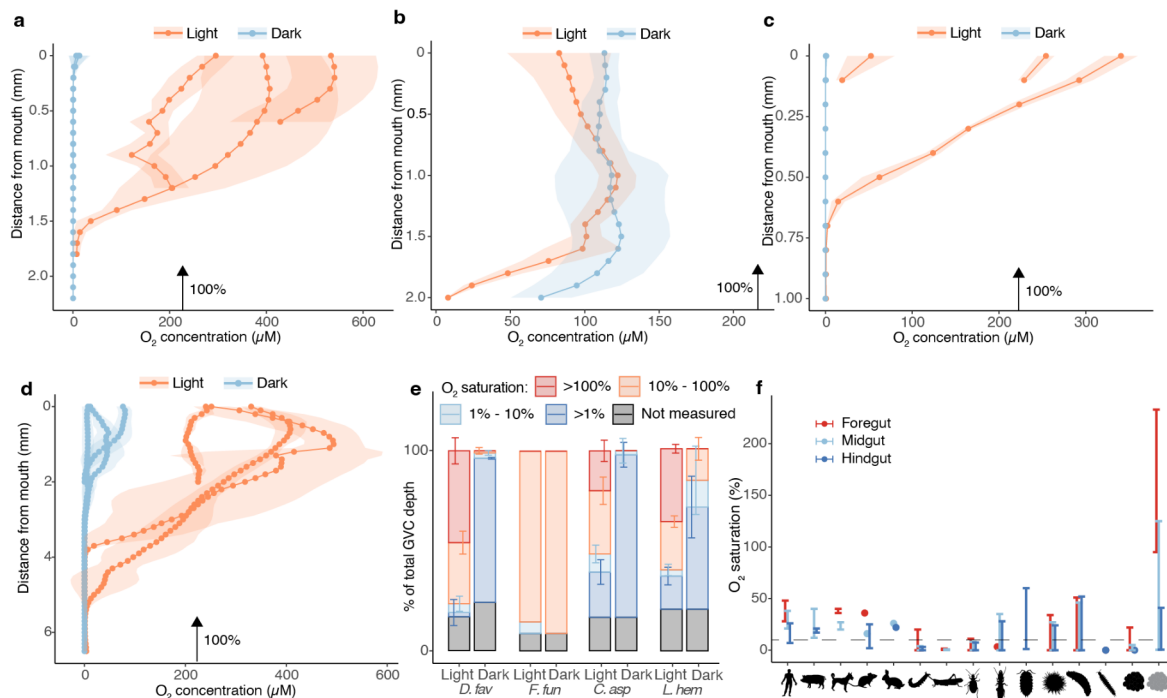 a
Light Dark
0
0.5
1.0
1.5
2.0
Distance from mouth (mm)
100%
0 200 400 600
O2 concentration (µM)
b
Light Dark
0
0.5
1.0
1.5
2.0
Distance from mouth (mm)
100%
0 50 100 150 200
O2 concentration (µM)
c
Light Dark
0
0.25
0.50
0.75
1.00
Distance from mouth (mm)
100%
0 100 200 300
O2 concentration (µM)
d
Light Dark
0
2
4
6
Distance from mouth (mm)
100%
0 200 400 600
O2 concentration (µM)
e
O2 saturation: >100% 10% - 100%
1% - 10% >1% Not measured
100
50
0
% of total GVC depth
Light Dark Light Dark Light Dark Light Dark
D. fav F. fun C. asp L. hem
f
Foregut
Midgut
Hindgut
200
150
100
50
0
O2 saturation (%)